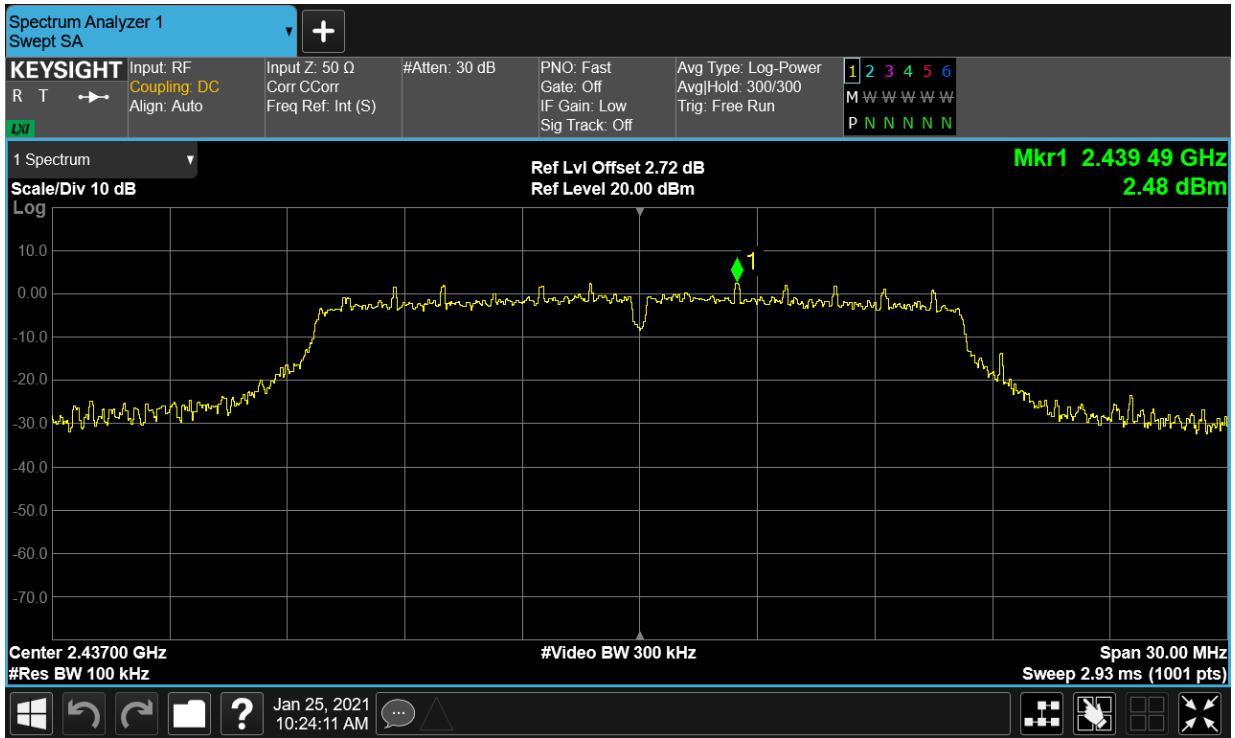 Spectrum Analyzer 1
Swept SA
KEYSIGHT
R T
LXI
Input: RF
Coupling: DC
Align: Auto
Input Z: 50 Ω
Corr CCorr
Freq Ref: Int (S)
#Atten: 30 dB
PNO: Fast
Gate: Off
IF Gain: Low
Sig Track: Off
Avg Type: Log-Power
Avg|Hold: 300/300
Trig: Free Run
1 2 3 4 5 6
M W W W W W
P N N N N N
1 Spectrum
Scale/Div 10 dB
Log
Ref Lvl Offset 2.72 dB
Ref Level 20.00 dBm
Mkr1 2.439 49 GHz
2.48 dBm
1
10.0
0.00
-10.0
-20.0
-30.0
-40.0
-50.0
-60.0
-70.0
Center 2.43700 GHz
#Res BW 100 kHz
#Video BW 300 kHz
Span 30.00 MHz
Sweep 2.93 ms (1001 pts)
?
Jan 25, 2021
10:24:11 AM